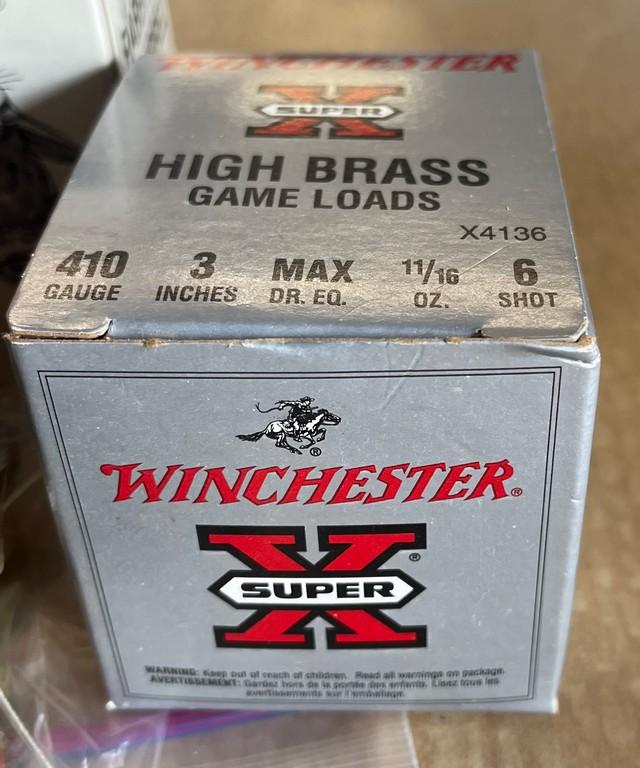 WINCHESTER
SUPER X
HIGH BRASS
GAME LOADS
X4136
410 3 MAX 11/16 6
GAUGE INCHES DR. EQ. OZ. SHOT
®
WINCHESTER®
SUPER X®
WARNING: Keep out of reach of children. Read all warnings on package.
AVERTISSEMENT: Gardez hors de la portée des enfants. Lisez tous les
avertissements sur l'emballage.